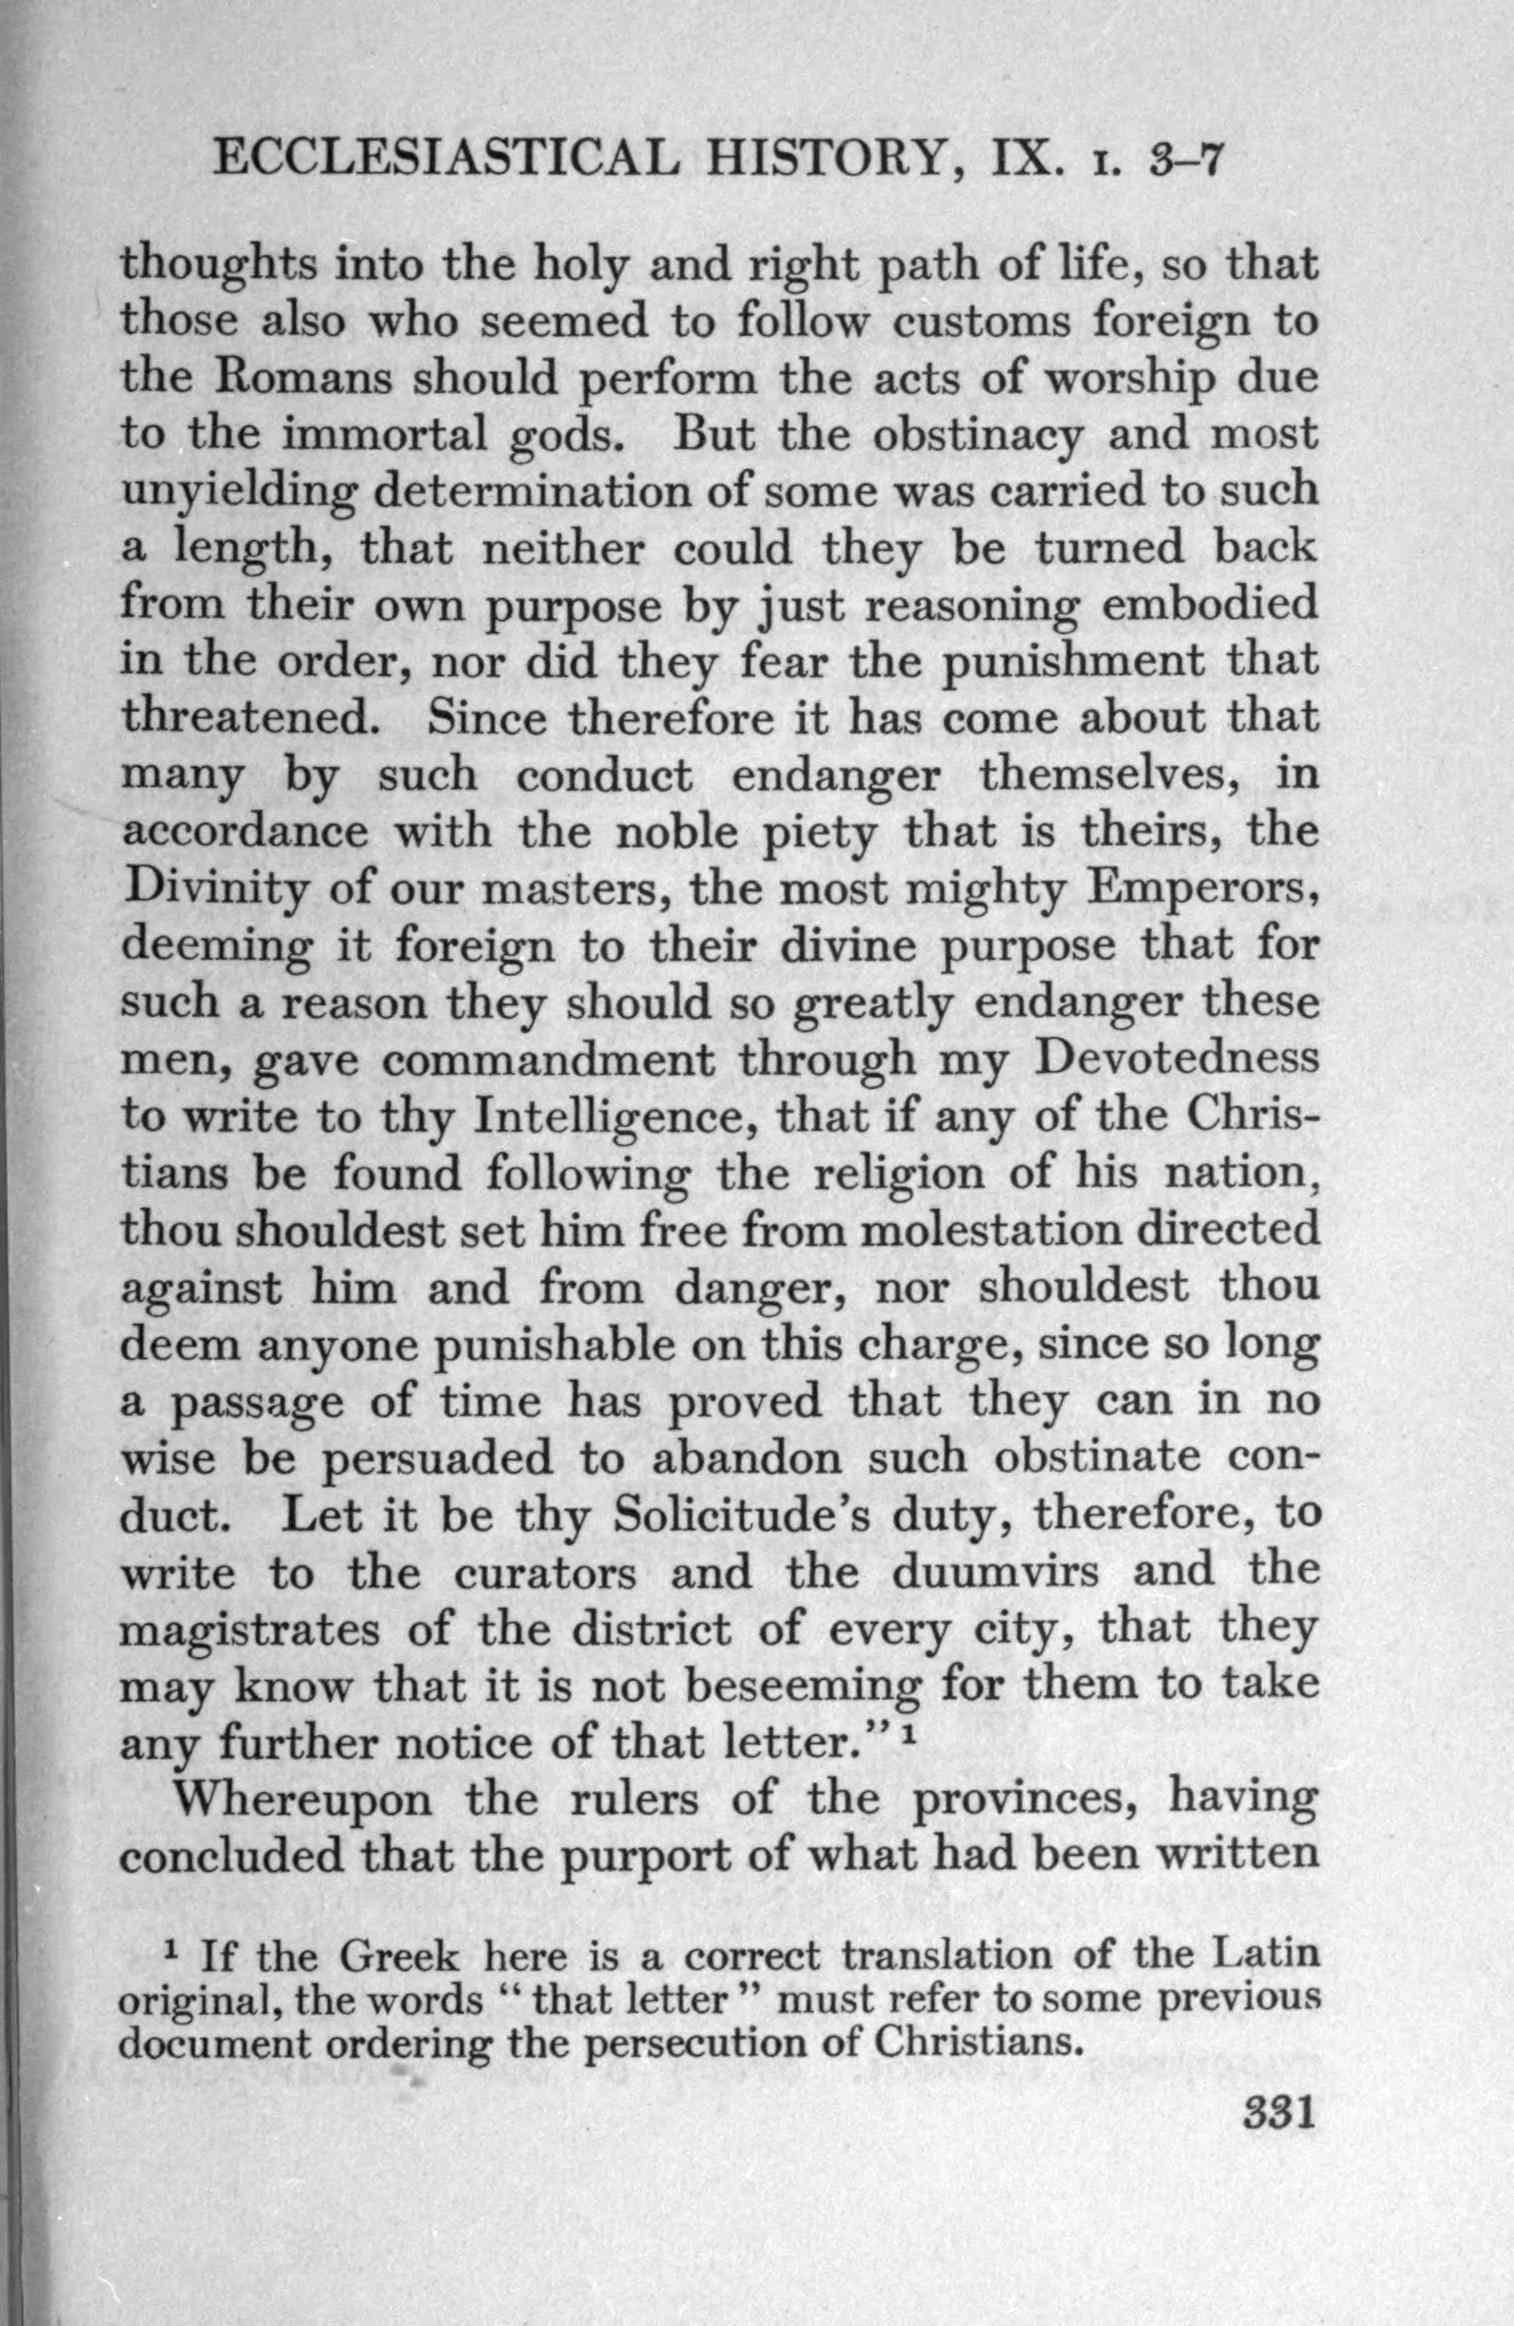 ECCLESIASTICAL HISTORY, IX. I. 3–7
thoughts into the holy and right path of life, so that
those also who seemed to follow customs foreign to
the Romans should perform the acts of worship due
to the immortal gods. But the obstinacy and most
unyielding determination of some was carried to such
a length, that neither could they be turned back
from their own purpose by just reasoning embodied
in the order, nor did they fear the punishment that
threatened. Since therefore it has come about that
many by such conduct endanger themselves, in
accordance with the noble piety that is theirs, the
Divinity of our masters, the most mighty Emperors,
deeming it foreign to their divine purpose that for
such a reason they should so greatly endanger these
men, gave commandment through my Devotedness
to write to thy Intelligence, that if any of the Chris-
tians be found following the religion of his nation,
thou shouldest set him free from molestation directed
against him and from danger, nor shouldest thou
deem anyone punishable on this charge, since so long
a passage of time has proved that they can in no
wise be persuaded to abandon such obstinate con-
duct. Let it be thy Solicitude's duty, therefore, to
write to the curators and the duumvirs and the
magistrates of the district of every city, that they
may know that it is not beseeming for them to take
any further notice of that letter." ¹
Whereupon the rulers of the provinces, having
concluded that the purport of what had been written
¹ If the Greek here is a correct translation of the Latin
original, the words “ that letter ” must refer to some previous
document ordering the persecution of Christians.
331